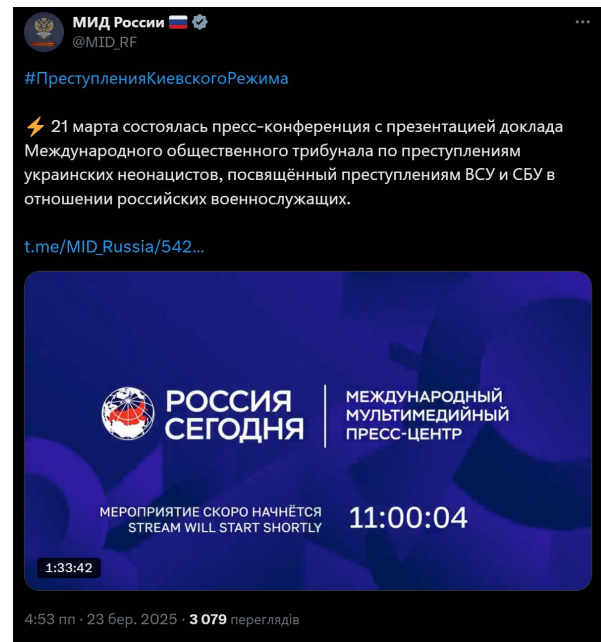 МИД России
@MID_RF
#ПреступленияКиевскогоРежима
⚡ 21 марта состоялась пресс-конференция с презентацией доклада
Международного общественного трибунала по преступлениям
украинских неонацистов, посвящённый преступлениям ВСУ и СБУ в
отношении российских военнослужащих.
t.me/MID_Russia/542...
РОССИЯ
СЕГОДНЯ
МЕЖДУНАРОДНЫЙ
МУЛЬТИМЕДИЙНЫЙ
ПРЕСС-ЦЕНТР
МЕРОПРИЯТИЕ СКОРО НАЧНЁТСЯ
STREAM WILL START SHORTLY
11:00:04
1:33:42
4:53 пп · 23 бер. 2025 · 3 079 переглядів